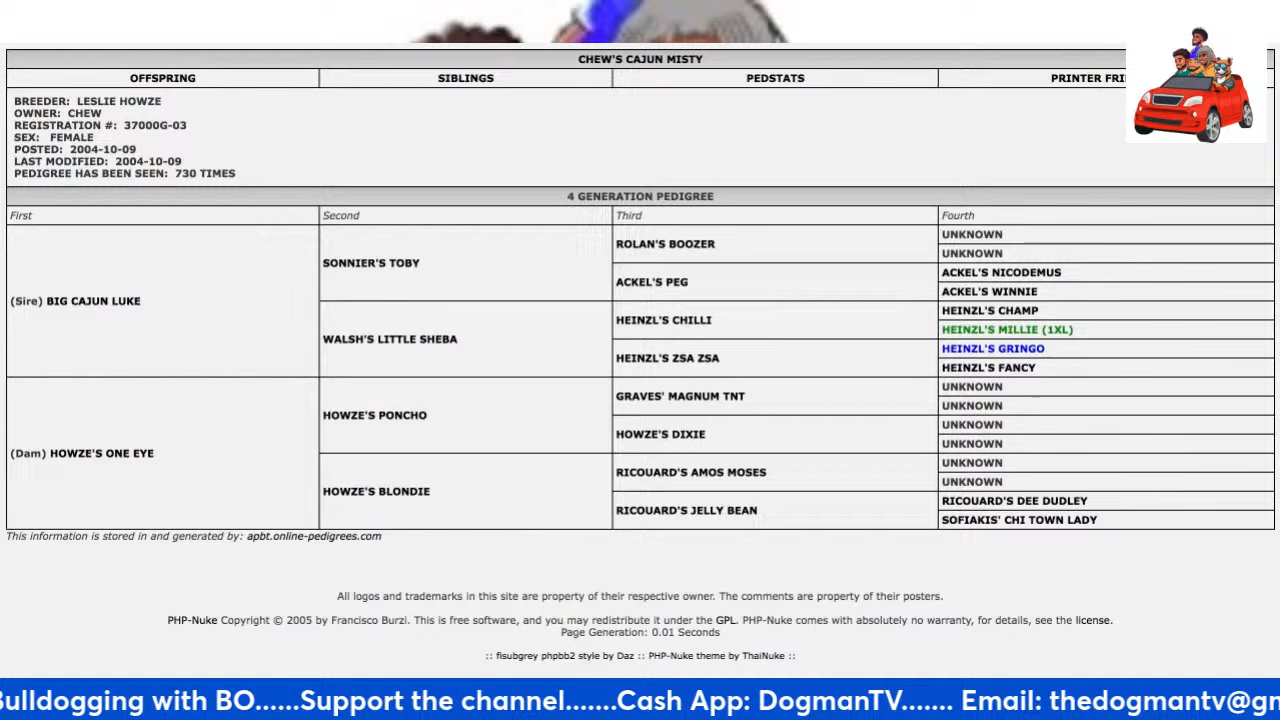 CHEW'S CAJUN MISTY
OFFSPRING SIBLINGS PEDSTATS PRINTER
BREEDER: LESLIE HOWZE
OWNER: CHEW
REGISTRATION #: 37000G-03
SEX: FEMALE
POSTED: 2004-10-09
LAST MODIFIED: 2004-10-09
PEDIGREE HAS BEEN SEEN: 730 TIMES
4 GENERATION PEDIGREE
First Second Third Fourth
(Sire) BIG CAJUN LUKE
SONNIER'S TOBY
WALSH'S LITTLE SHEBA
ROLAN'S BOOZER
ACKEL'S PEG
HEINZL'S CHILLI
HEINZL'S ZSA ZSA
UNKNOWN
UNKNOWN
ACKEL'S NICODEMUS
ACKEL'S WINNIE
HEINZL'S CHAMP
HEINZL'S MILLIE (1XL)
HEINZL'S GRINGO
HEINZL'S FANCY
(Dam) HOWZE'S ONE EYE
HOWZE'S PONCHO
HOWZE'S BLONDIE
GRAVES' MAGNUM TNT
HOWZE'S DIXIE
RICOUARD'S AMOS MOSES
RICOUARD'S JELLY BEAN
UNKNOWN
UNKNOWN
UNKNOWN
UNKNOWN
UNKNOWN
UNKNOWN
RICOUARD'S DEE DUDLEY
SOFIAKIS' CHI TOWN LADY
This information is stored in and generated by: apbt.online-pedigrees.com
All logos and trademarks in this site are property of their respective owner. The comments are property of their posters.
PHP-Nuke Copyright © 2005 by Francisco Burzi. This is free software, and you may redistribute it under the GPL. PHP-Nuke comes with absolutely no warranty, for details, see the license.
Page Generation: 0.01 Seconds
:: fisubgrey phpbb2 style by Daz :: PHP-Nuke theme by ThaiNuke ::
Bulldogging with BO......Support the channel.......Cash App: DogmanTV....... Email: thedogmantv@gm